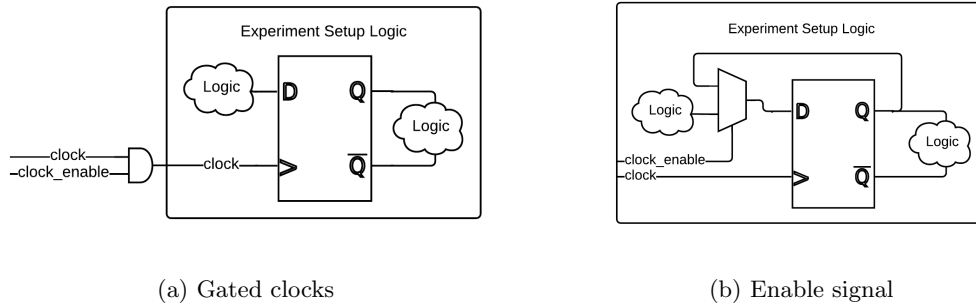 Experiment Setup Logic
Logic
D
Q
Logic
clock
clock_enable
clock
Q
(a) Gated clocks
Experiment Setup Logic
Logic
D
Q
Logic
clock_enable
clock
Q
(b) Enable signal